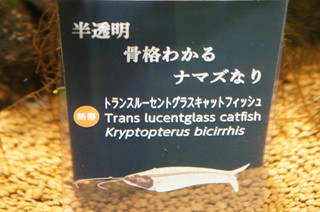 半透明
骨格わかる
ナマズなり
トランスルーセントグラスキャットフィッシュ
熱帯 Trans lucentglass catfish
Kryptopterus bicirrhis